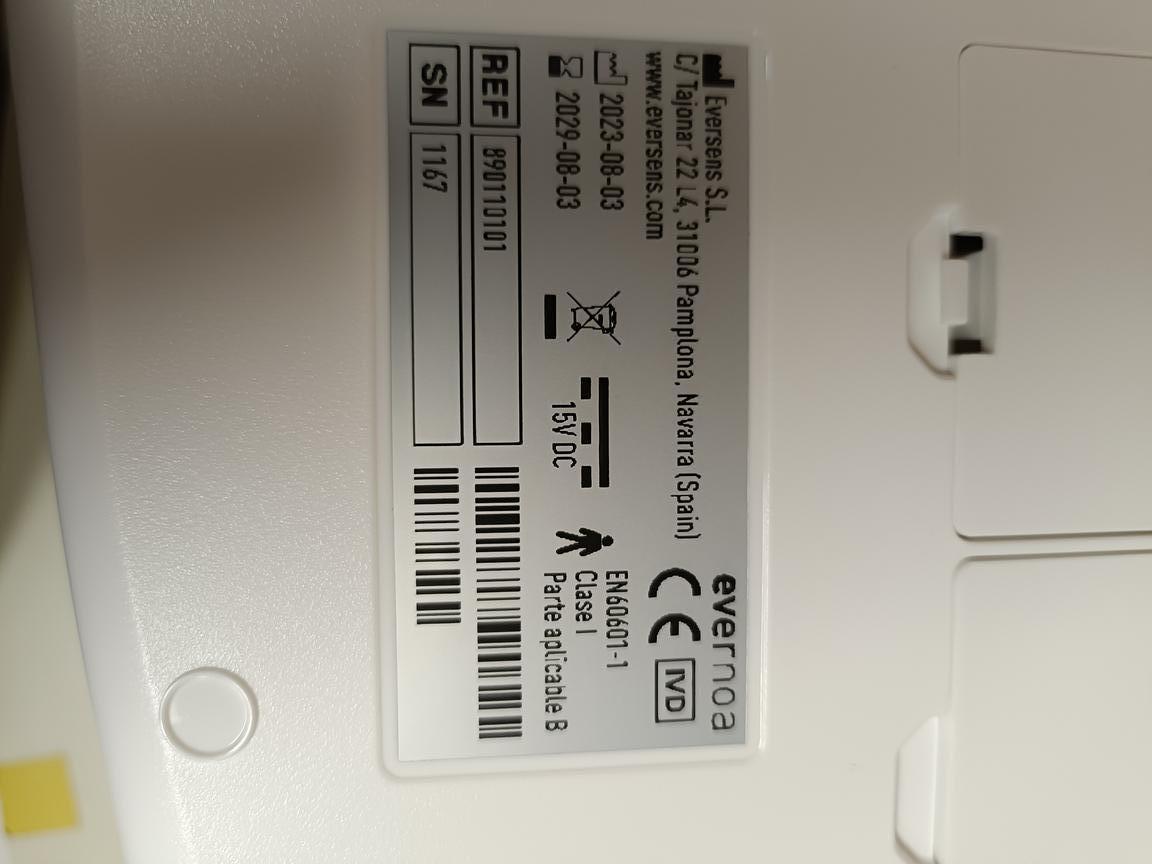 Eversens S.L.
C/ Tajonar 22 L4, 31006 Pamplona, Navarra (Spain)
www.eversens.com
evernoa
CE IVD
2023-08-03
2029-08-03
15V DC
EN60601-1
Clase I
Parte aplicable B
REF 890110101
SN 1167